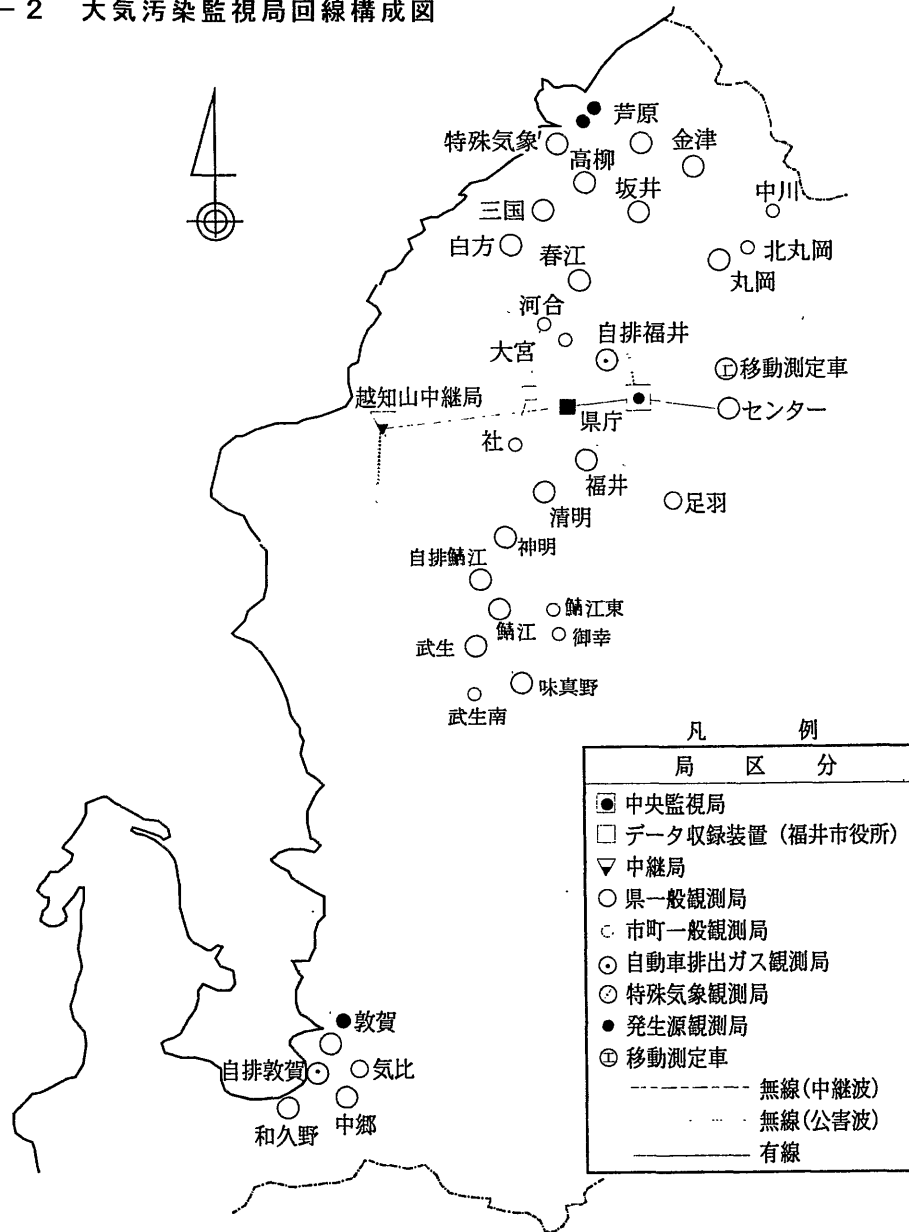 －2 大気汚染監視局回線構成図
芦原
特殊気象
金津
高柳
坂井
中川
三国
白方
北丸岡
春江
丸岡
河合
自排福井
大宮
移動測定車
越知山中継局
センター
県庁
社
福井
足羽
清明
神明
自排鯖江
鯖江東
鯖江
御幸
武生
味真野
武生南
凡 例
局 区 分
中央監視局
データ収録装置（福井市役所）
中継局
県一般観測局
市町一般観測局
自動車排出ガス観測局
特殊気象観測局
発生源観測局
移動測定車
無線(中継波)
無線(公害波)
有線
敦賀
自排敦賀
気比
中郷
和久野